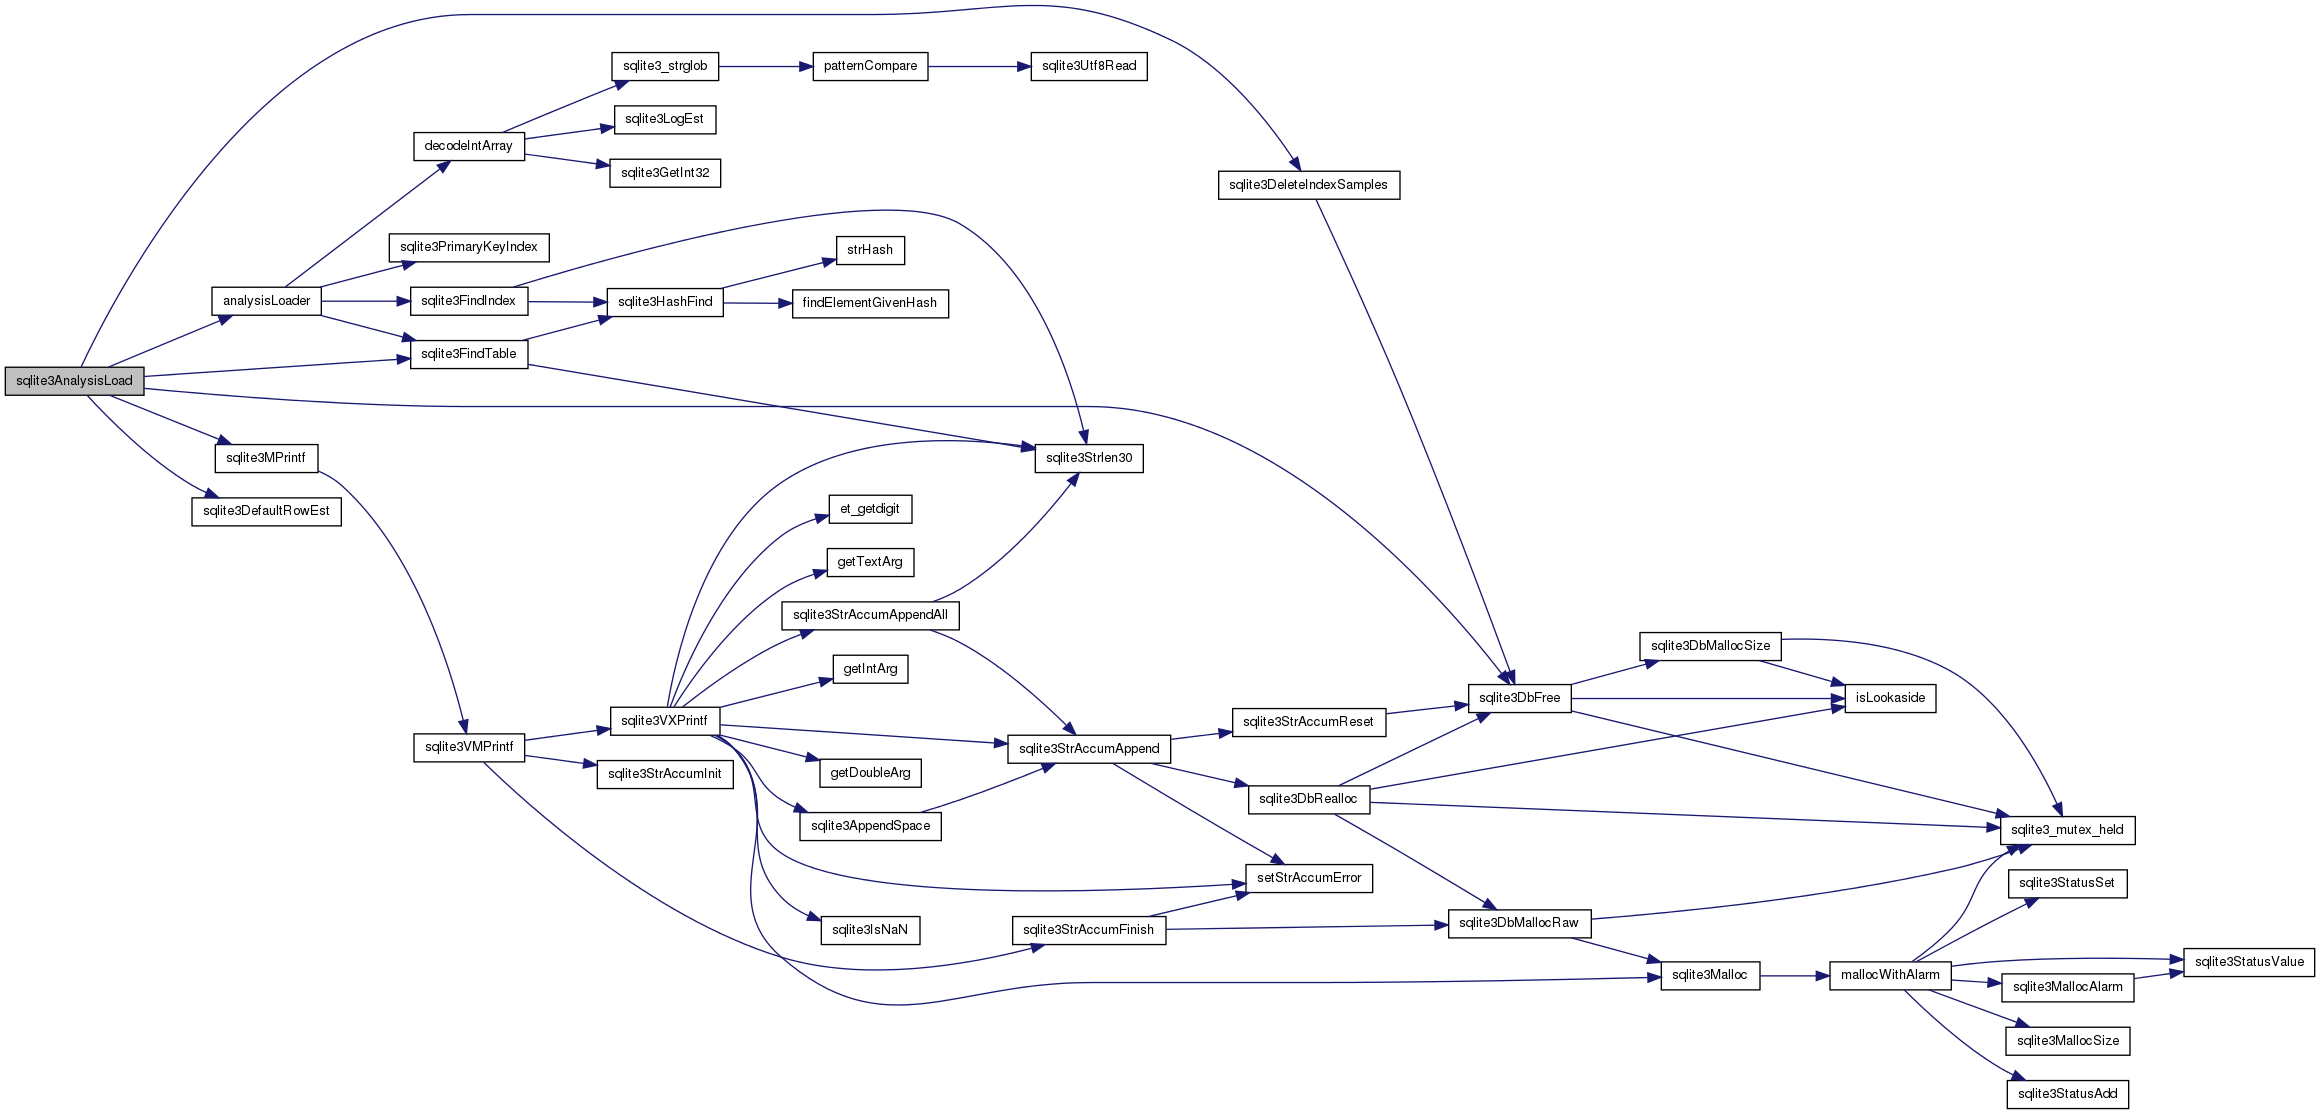 sqlite3_strglob
patternCompare
sqlite3Utf8Read
sqlite3LogEst
decodeIntArray
sqlite3GetInt32
sqlite3DeleteIndexSamples
sqlite3PrimaryKeyIndex
strHash
analysisLoader
sqlite3FindIndex
sqlite3HashFind
findElementGivenHash
sqlite3FindTable
sqlite3AnalysisLoad
sqlite3MPrintf
sqlite3Strlen30
sqlite3DefaultRowEst
et_getdigit
getTextArg
sqlite3StrAccumAppendAll
sqlite3DbMallocSize
getIntArg
sqlite3DbFree
isLookaside
sqlite3VXPrintf
sqlite3StrAccumReset
sqlite3VMPrintf
sqlite3StrAccumAppend
sqlite3StrAccumInit
getDoubleArg
sqlite3DbRealloc
sqlite3AppendSpace
sqlite3_mutex_held
setStrAccumError
sqlite3StatusSet
sqlite3IsNaN
sqlite3StrAccumFinish
sqlite3DbMallocRaw
sqlite3StatusValue
sqlite3Malloc
mallocWithAlarm
sqlite3MallocAlarm
sqlite3MallocSize
sqlite3StatusAdd